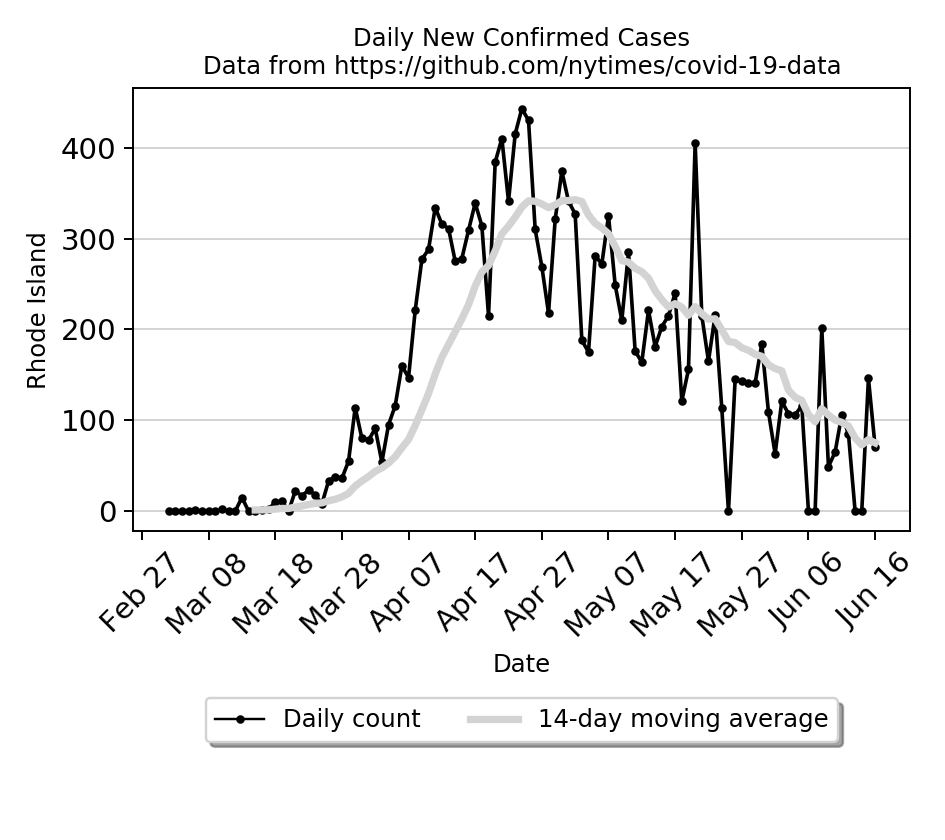 Daily New Confirmed Cases
Data from https://github.com/nytimes/covid-19-data
Rhode Island
400
300
200
100
0
Feb 27
Mar 08
Mar 18
Mar 28
Apr 07
Apr 17
Apr 27
May 07
May 17
May 27
Jun 06
Jun 16
Date
Daily count
14-day moving average